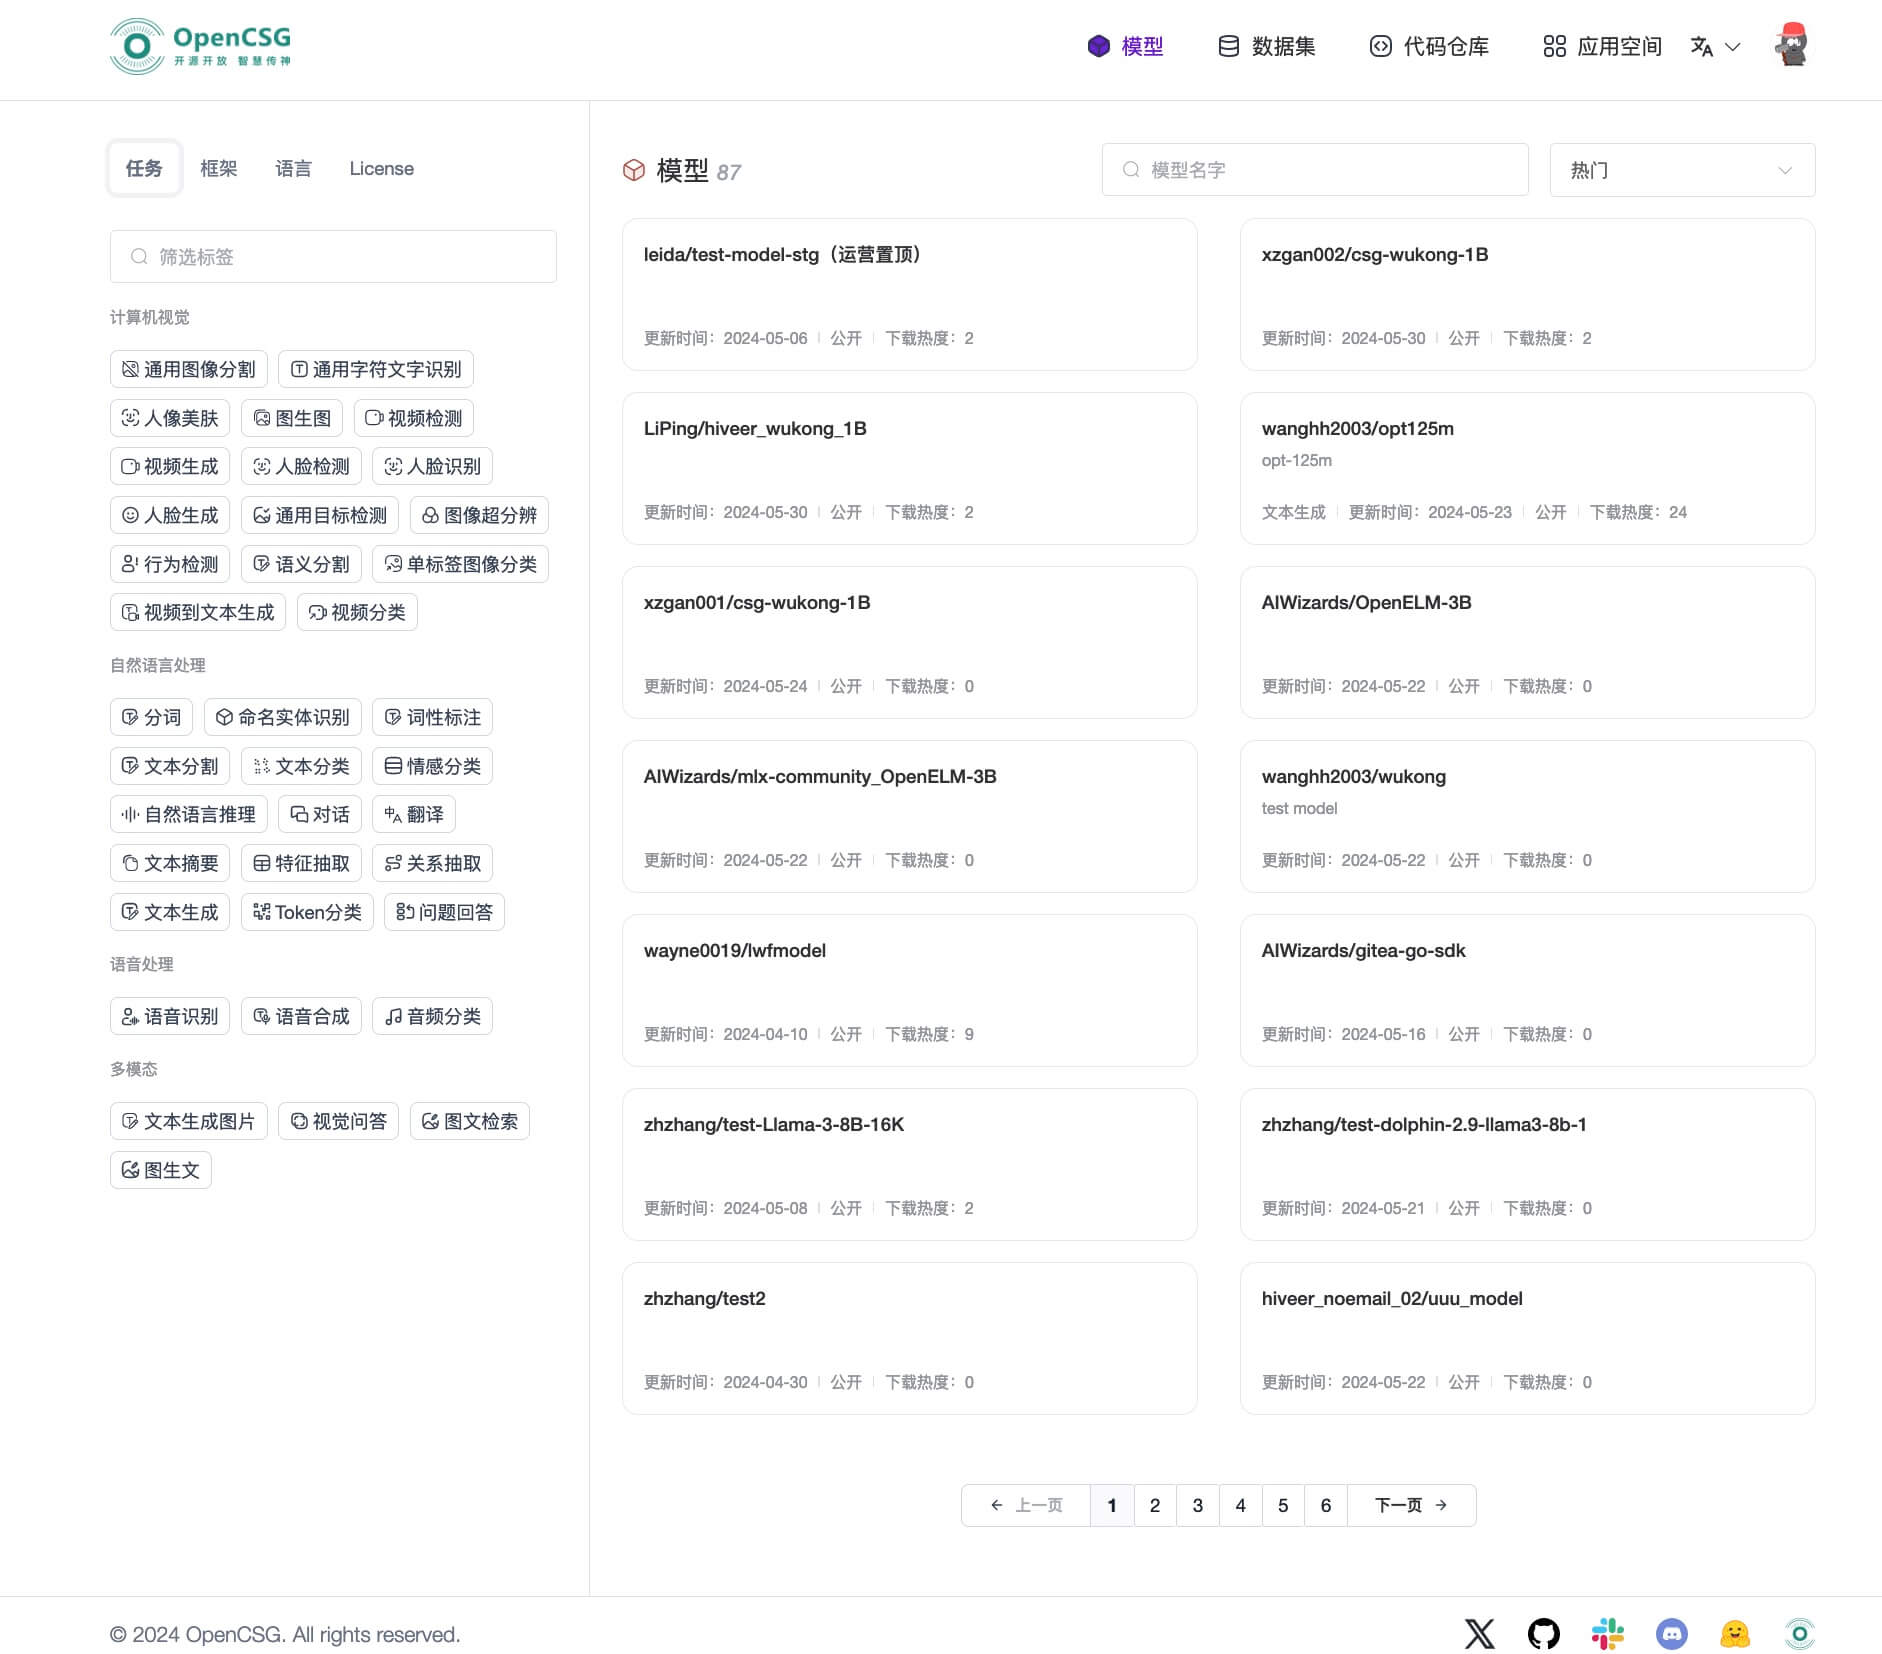 OpenCSG
开源开放 智慧传神
模型
数据集
代码仓库
应用空间
任务
框架
语言
License
筛选标签
计算机视觉
通用图像分割
通用字符文字识别
人像美肤
图生图
视频检测
视频生成
人脸检测
人脸识别
人脸生成
通用目标检测
图像超分辨
行为检测
语义分割
单标签图像分类
视频到文本生成
视频分类
自然语言处理
分词
命名实体识别
词性标注
文本分割
文本分类
情感分类
自然语言推理
对话
翻译
文本摘要
特征抽取
关系抽取
文本生成
Token分类
问题回答
语音处理
语音识别
语音合成
音频分类
多模态
文本生成图片
视觉问答
图文检索
图生文
模型 87
模型名字
热门
leida/test-model-stg（运营置顶）
更新时间：2024-05-06 公开 下载热度：2
xzgan002/csg-wukong-1B
更新时间：2024-05-30 公开 下载热度：2
LiPing/hiveer_wukong_1B
更新时间：2024-05-30 公开 下载热度：2
wanghh2003/opt125m
opt-125m
文本生成 更新时间：2024-05-23 公开 下载热度：24
xzgan001/csg-wukong-1B
更新时间：2024-05-24 公开 下载热度：0
AIWizards/OpenELM-3B
更新时间：2024-05-22 公开 下载热度：0
AIWizards/mlx-community_OpenELM-3B
更新时间：2024-05-22 公开 下载热度：0
wanghh2003/wukong
test model
更新时间：2024-05-22 公开 下载热度：0
wayne0019/lwfmodel
更新时间：2024-04-10 公开 下载热度：9
AIWizards/gitea-go-sdk
更新时间：2024-05-16 公开 下载热度：0
zhzhang/test-Llama-3-8B-16K
更新时间：2024-05-08 公开 下载热度：2
zhzhang/test-dolphin-2.9-llama3-8b-1
更新时间：2024-05-21 公开 下载热度：0
zhzhang/test2
更新时间：2024-04-30 公开 下载热度：0
hiveer_noemail_02/uuu_model
更新时间：2024-05-22 公开 下载热度：0
← 上一页 1 2 3 4 5 6 下一页 →
© 2024 OpenCSG. All rights reserved.